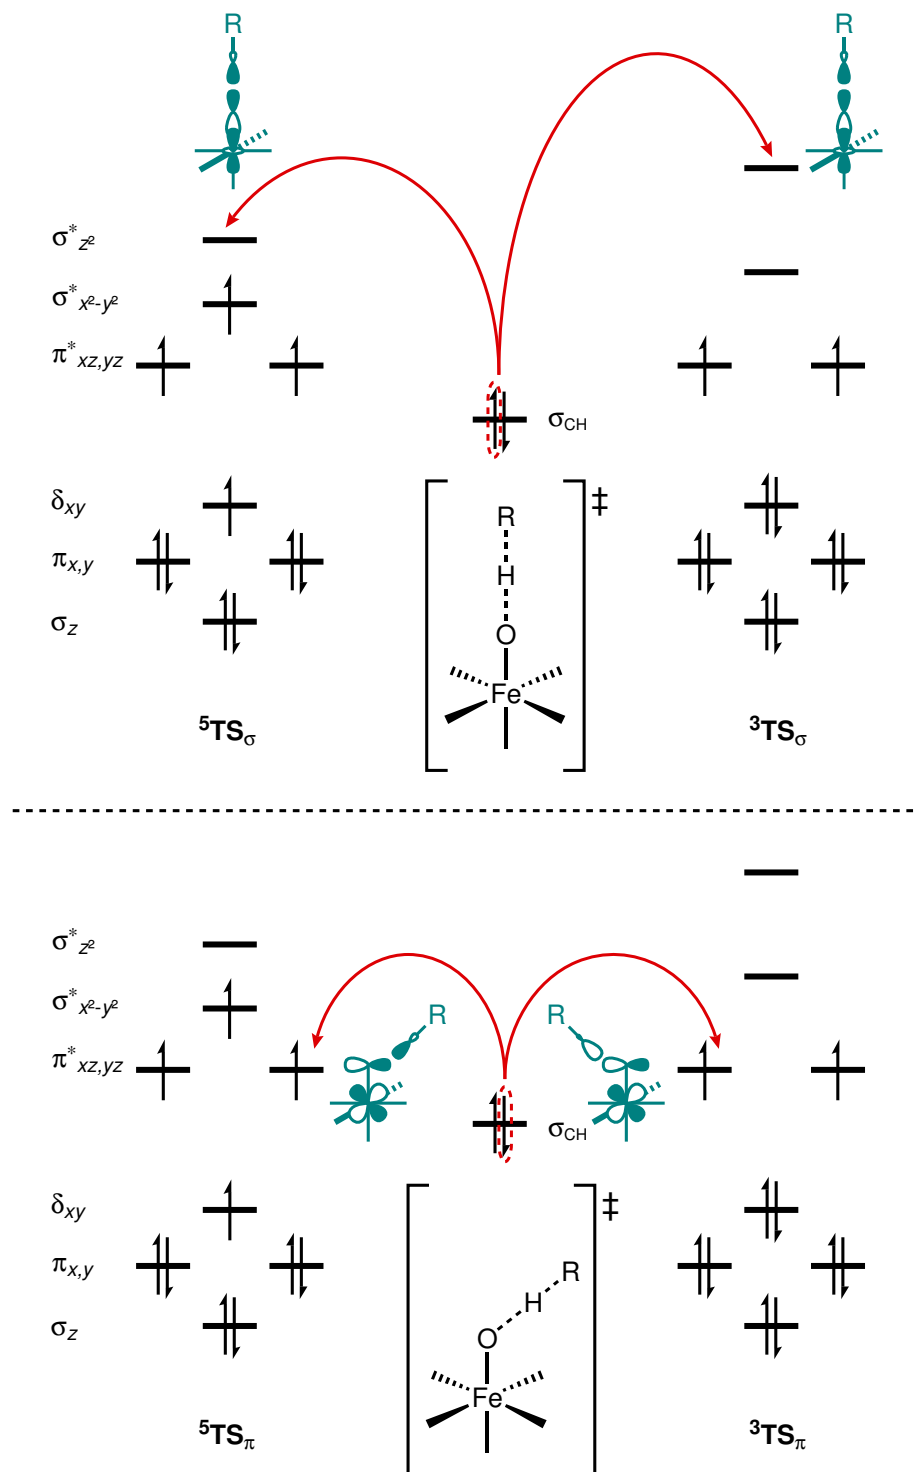 R R
σ*z²
σ*x²-y²
π*xz,yz
σCH
δxy
πx,y
σz
R
H
O
Fe
‡
⁵TSσ ³TSσ
σ*z²
σ*x²-y²
π*xz,yz
R R
σCH
δxy
πx,y
σz
R
H
O
Fe
‡
⁵TSπ ³TSπ